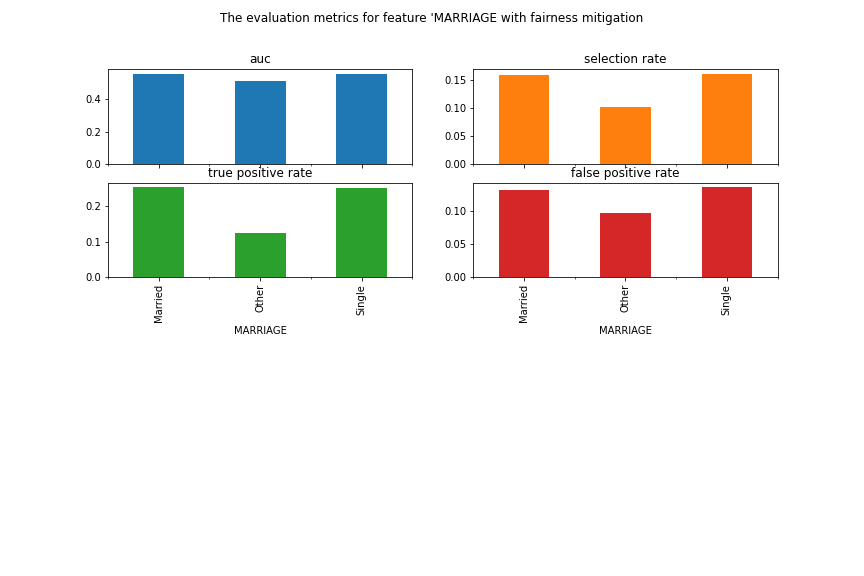 The evaluation metrics for feature 'MARRIAGE with fairness mitigation
auc
0.4
0.2
0.0
selection rate
0.15
0.10
0.05
0.00
true positive rate
0.2
0.1
0.0
Married
Other
Single
MARRIAGE
false positive rate
0.10
0.05
0.00
Married
Other
Single
MARRIAGE